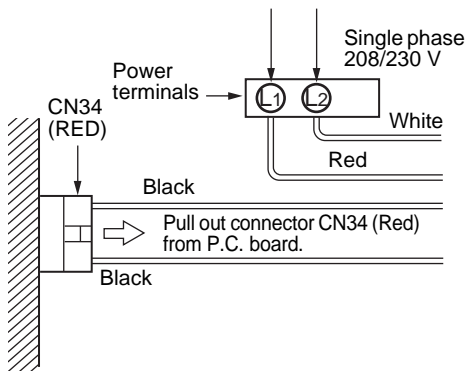 Single phase
208/230 V
Power
terminals
L1
L2
CN34
(RED)
White
Red
Black
Pull out connector CN34 (Red)
from P.C. board.
Black